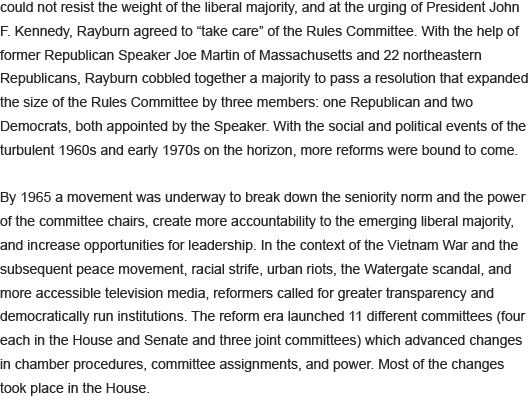 could not resist the weight of the liberal majority, and at the urging of President John
F. Kennedy, Rayburn agreed to “take care” of the Rules Committee. With the help of
former Republican Speaker Joe Martin of Massachusetts and 22 northeastern
Republicans, Rayburn cobbled together a majority to pass a resolution that expanded
the size of the Rules Committee by three members: one Republican and two
Democrats, both appointed by the Speaker. With the social and political events of the
turbulent 1960s and early 1970s on the horizon, more reforms were bound to come.

By 1965 a movement was underway to break down the seniority norm and the power
of the committee chairs, create more accountability to the emerging liberal majority,
and increase opportunities for leadership. In the context of the Vietnam War and the
subsequent peace movement, racial strife, urban riots, the Watergate scandal, and
more accessible television media, reformers called for greater transparency and
democratically run institutions. The reform era launched 11 different committees (four
each in the House and Senate and three joint committees) which advanced changes
in chamber procedures, committee assignments, and power. Most of the changes
took place in the House.